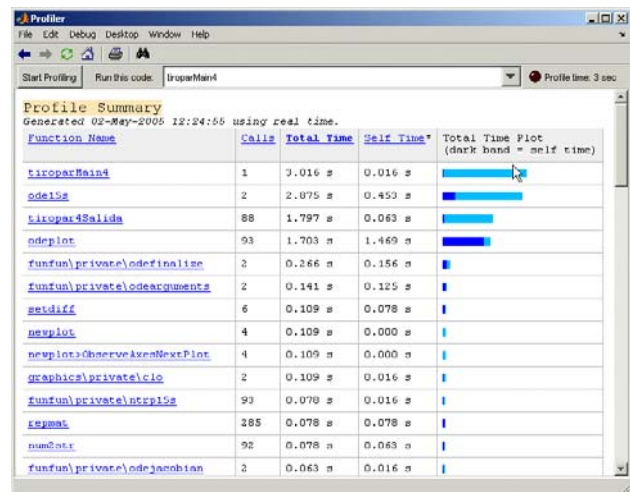 Profiler
File Edit Debug Desktop Window Help
Start Profiling Run this code: tiroparMain4 Profile time: 3 sec
Profile Summary
Generated 02-May-2005 12:24:55 using real time.
Function Name Calls Total Time Self Time* Total Time Plot
(dark band = self time)
tiroparMain4 1 3.016 s 0.016 s
ode15s 2 2.875 s 0.453 s
tiropar4Salida 88 1.797 s 0.063 s
odeplot 93 1.703 s 1.469 s
funfun\private\odefinalize 2 0.266 s 0.156 s
funfun\private\odearguments 2 0.141 s 0.125 s
setdiff 6 0.109 s 0.078 s
newplot 4 0.109 s 0.000 s
newplot>ObserveAxesNextPlot 4 0.109 s 0.000 s
graphics\private\clo 2 0.109 s 0.016 s
funfun\private\ntrp15s 93 0.078 s 0.016 s
repmat 285 0.078 s 0.078 s
num2str 92 0.078 s 0.063 s
funfun\private\odejacobian 2 0.063 s 0.016 s